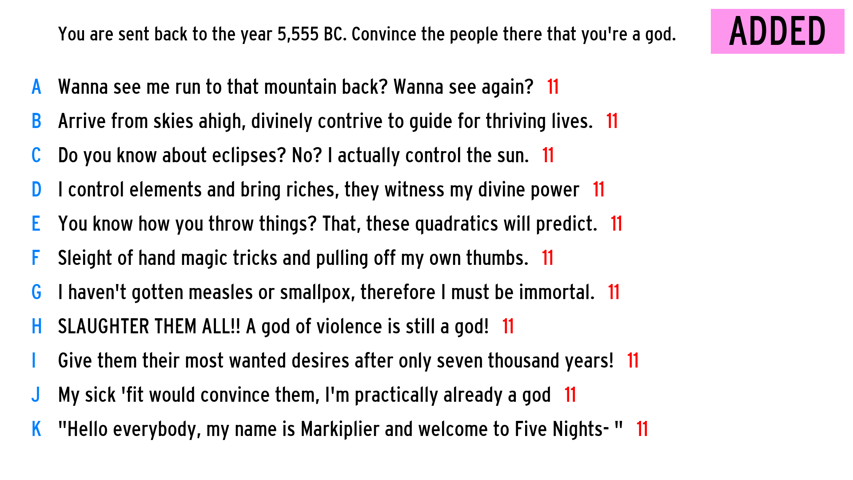 You are sent back to the year 5,555 BC. Convince the people there that you're a god.
ADDED
A Wanna see me run to that mountain back? Wanna see again? 11
B Arrive from skies ahigh, divinely contrive to guide for thriving lives. 11
C Do you know about eclipses? No? I actually control the sun. 11
D I control elements and bring riches, they witness my divine power 11
E You know how you throw things? That, these quadratics will predict. 11
F Sleight of hand magic tricks and pulling off my own thumbs. 11
G I haven't gotten measles or smallpox, therefore I must be immortal. 11
H SLAUGHTER THEM ALL!! A god of violence is still a god! 11
I Give them their most wanted desires after only seven thousand years! 11
J My sick 'fit would convince them, I'm practically already a god 11
K "Hello everybody, my name is Markiplier and welcome to Five Nights- " 11